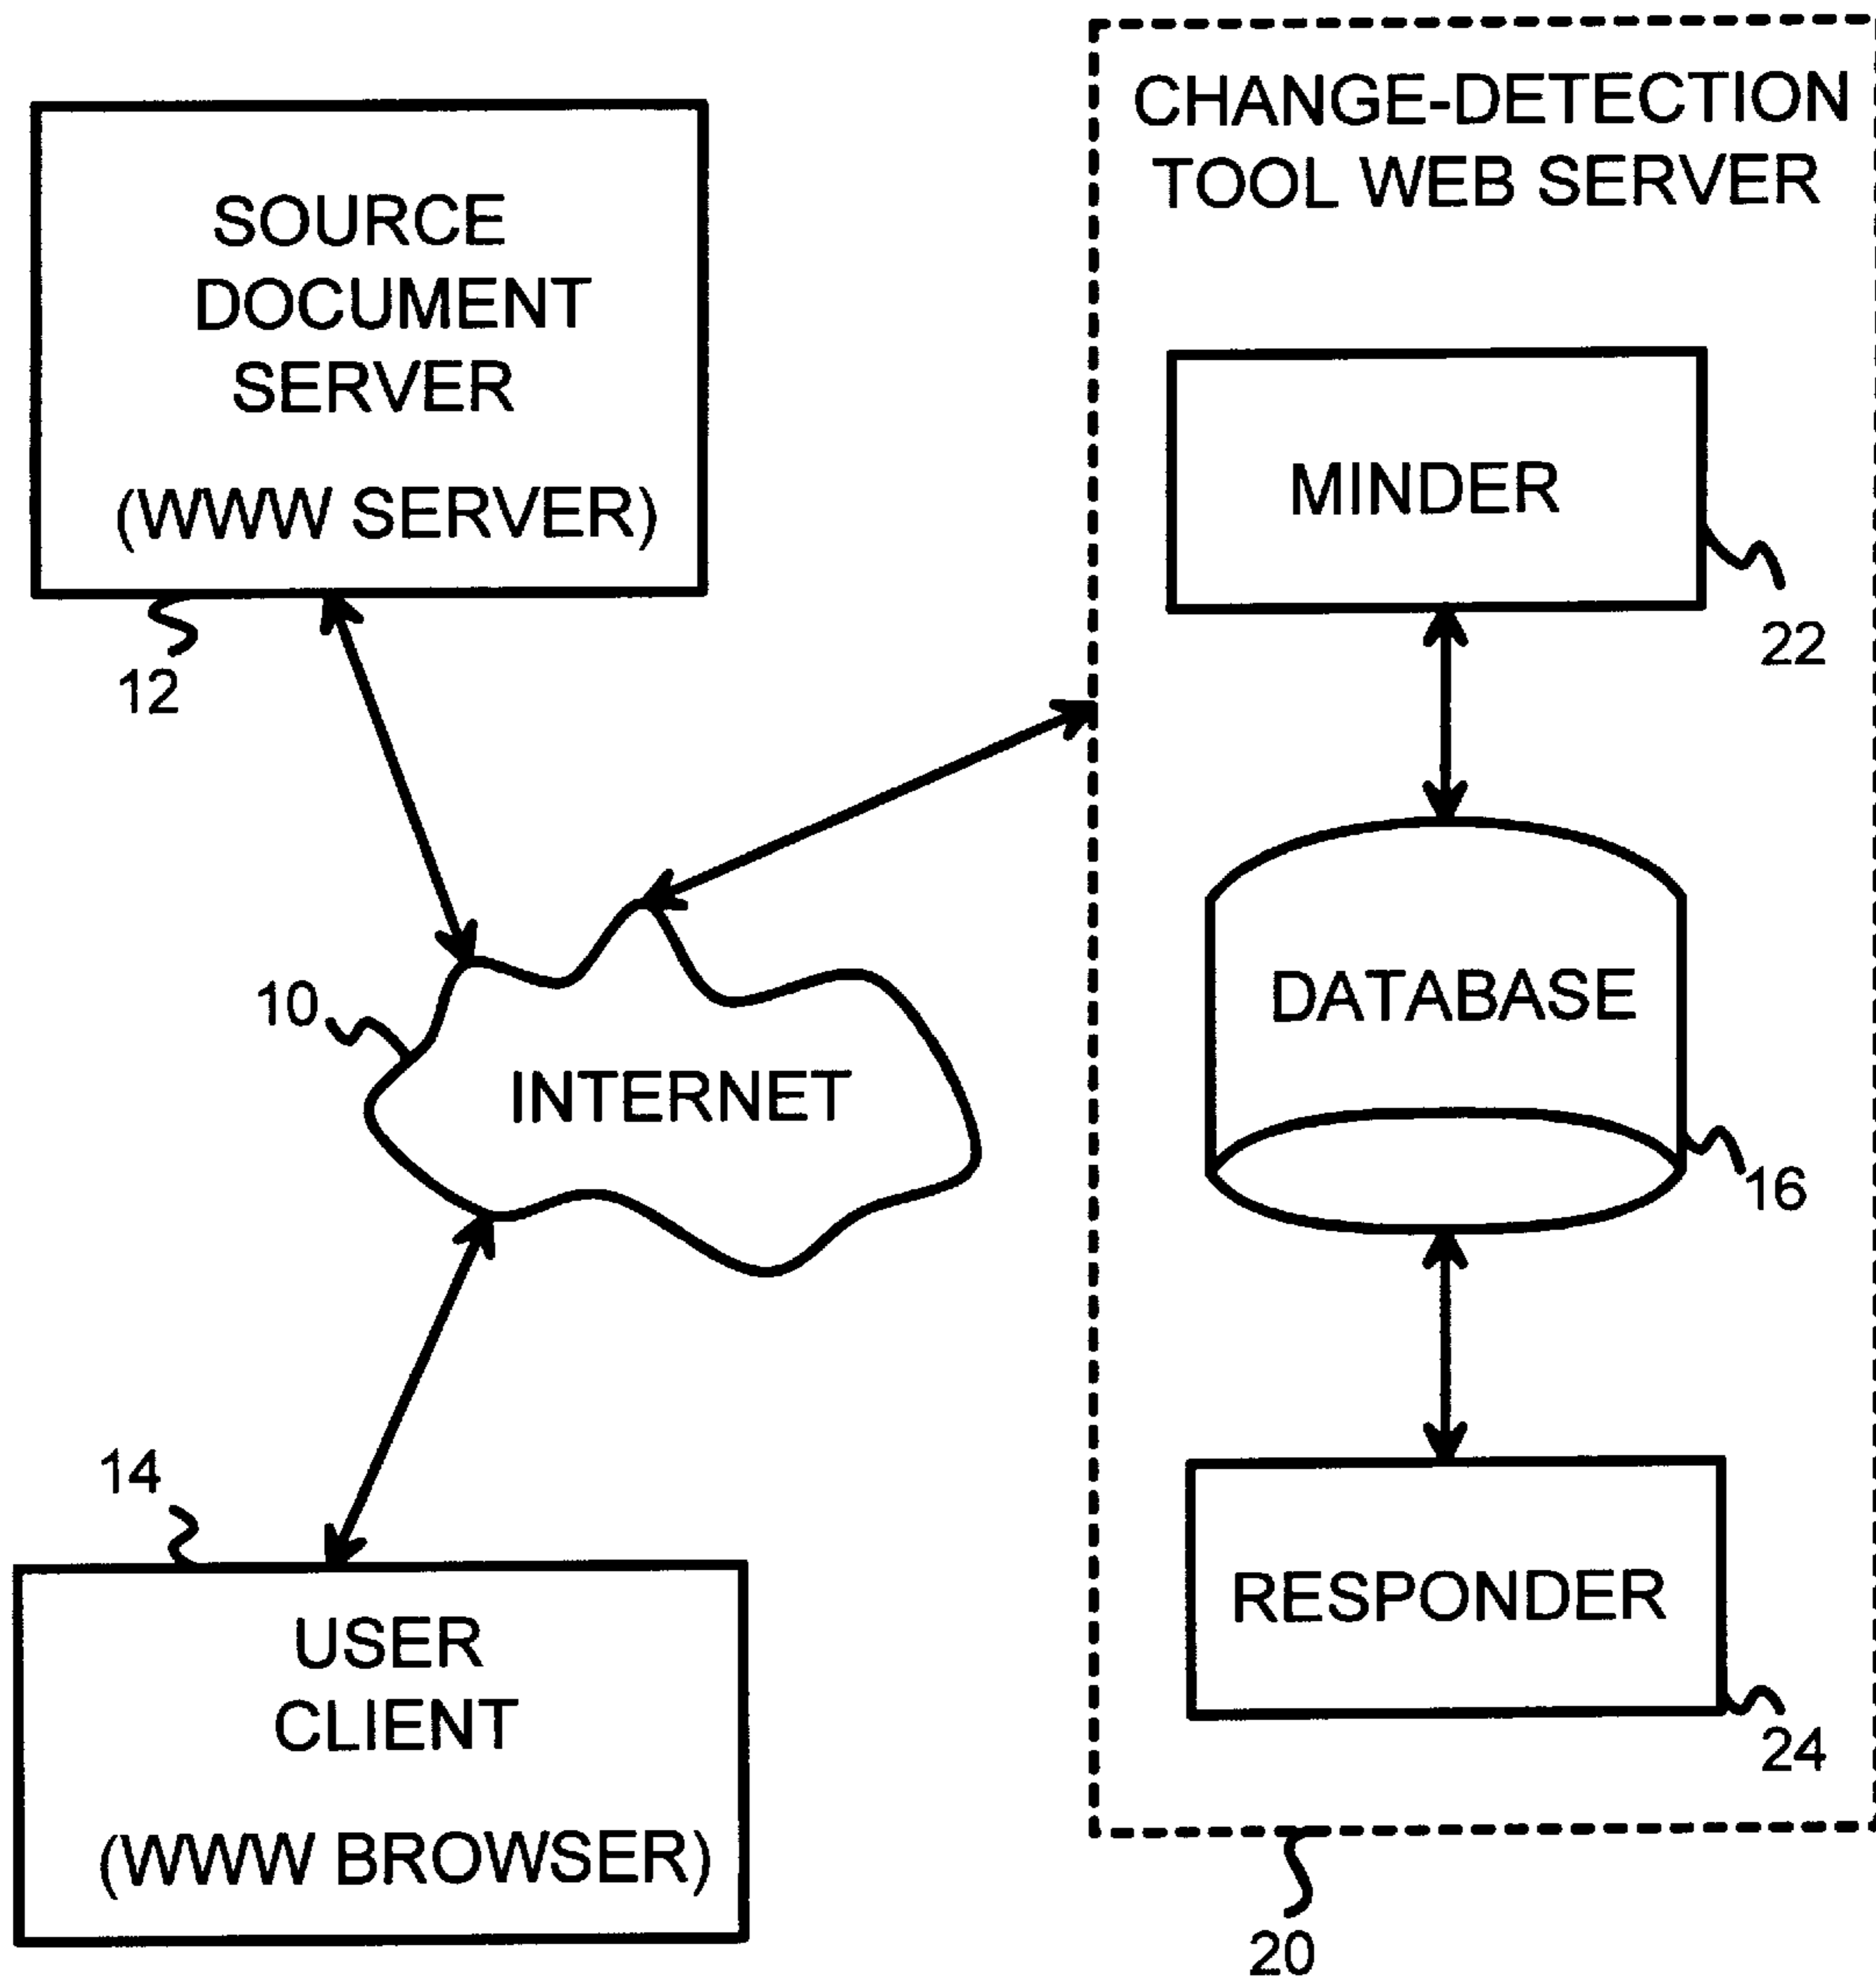 SOURCE
DOCUMENT
SERVER
(WWW SERVER)
12
CHANGE-DETECTION
TOOL WEB SERVER
MINDER
22
10
INTERNET
DATABASE
16
14
USER
CLIENT
(WWW BROWSER)
RESPONDER
24
20